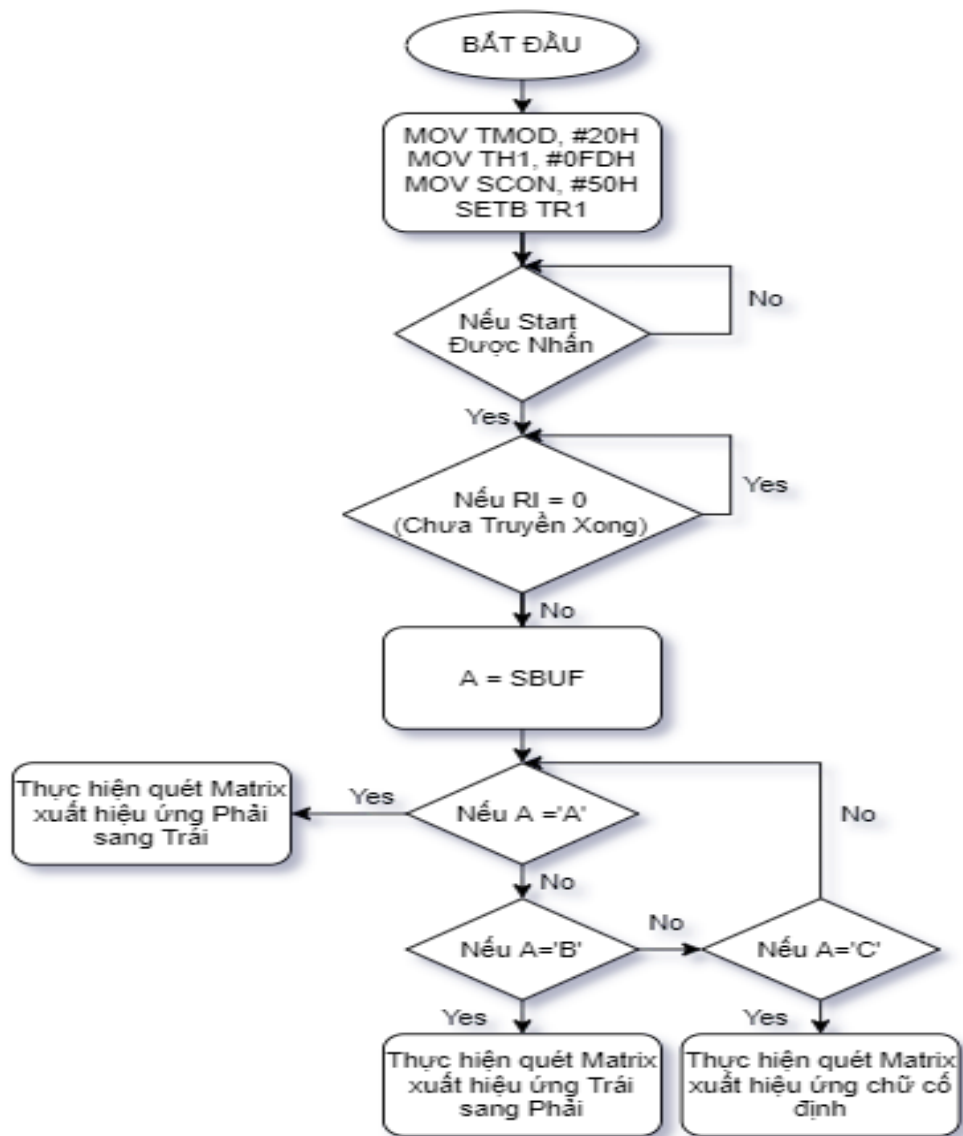 BẮT ĐẦU
MOV TMOD, #20H
MOV TH1, #0FDH
MOV SCON, #50H
SETB TR1
Nếu Start
Được Nhấn
No
Yes
Nếu RI = 0
(Chưa Truyền Xong)
Yes
No
A = SBUF
Nếu A ='A'
Yes
Thực hiện quét Matrix
xuất hiệu ứng Phải
sang Trái
No
No
Nếu A='B'
No
Nếu A='C'
Yes
Yes
Thực hiện quét Matrix
xuất hiệu ứng Trái
sang Phải
Thực hiện quét Matrix
xuất hiệu ứng chữ cố
định